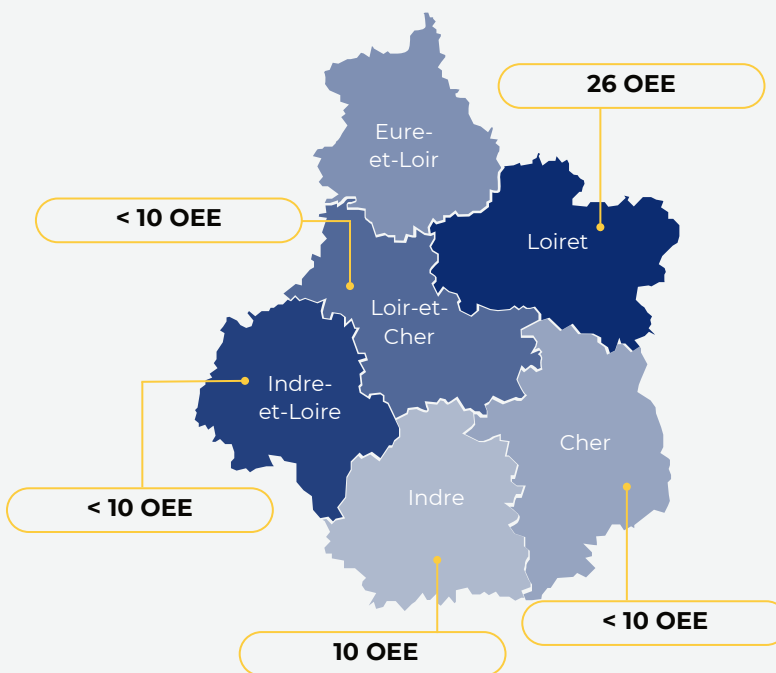 26 OEE
Eure-
et-Loir
< 10 OEE
Loiret
Loir-et-
Cher
Indre-
et-Loire
Cher
Indre
< 10 OEE
< 10 OEE
10 OEE